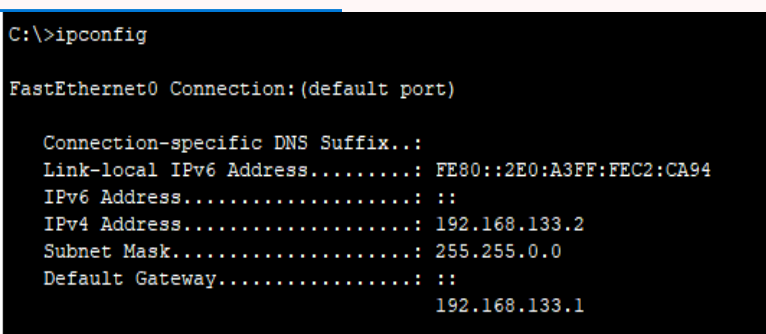 C:\>ipconfig
FastEthernet0 Connection:(default port)
Connection-specific DNS Suffix..:
Link-local IPv6 Address.........: FE80::2E0:A3FF:FEC2:CA94
IPv6 Address....................: ::
IPv4 Address....................: 192.168.133.2
Subnet Mask.....................: 255.255.0.0
Default Gateway.................: ::
192.168.133.1